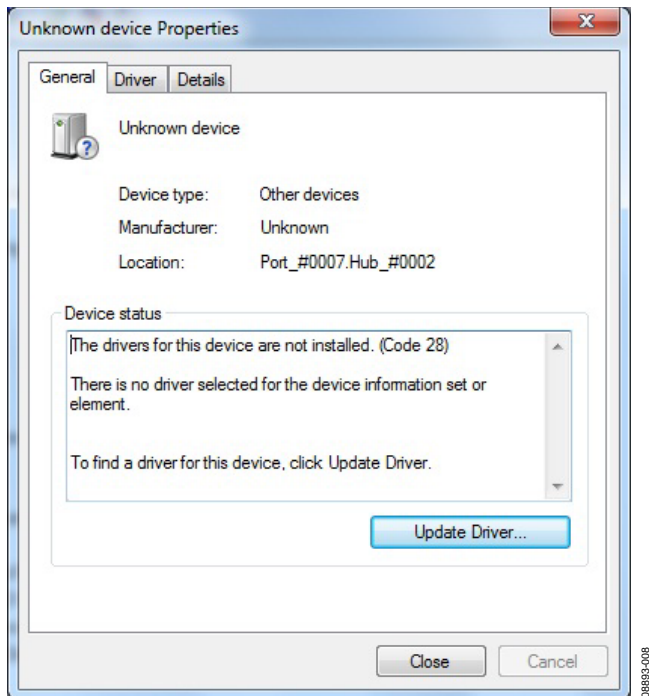 Unknown device Properties
General Driver Details
Unknown device
Device type: Other devices
Manufacturer: Unknown
Location: Port_#0007.Hub_#0002
Device status
The drivers for this device are not installed. (Code 28)
There is no driver selected for the device information set or
element.
To find a driver for this device, click Update Driver.
Update Driver...
Close Cancel
08893-008